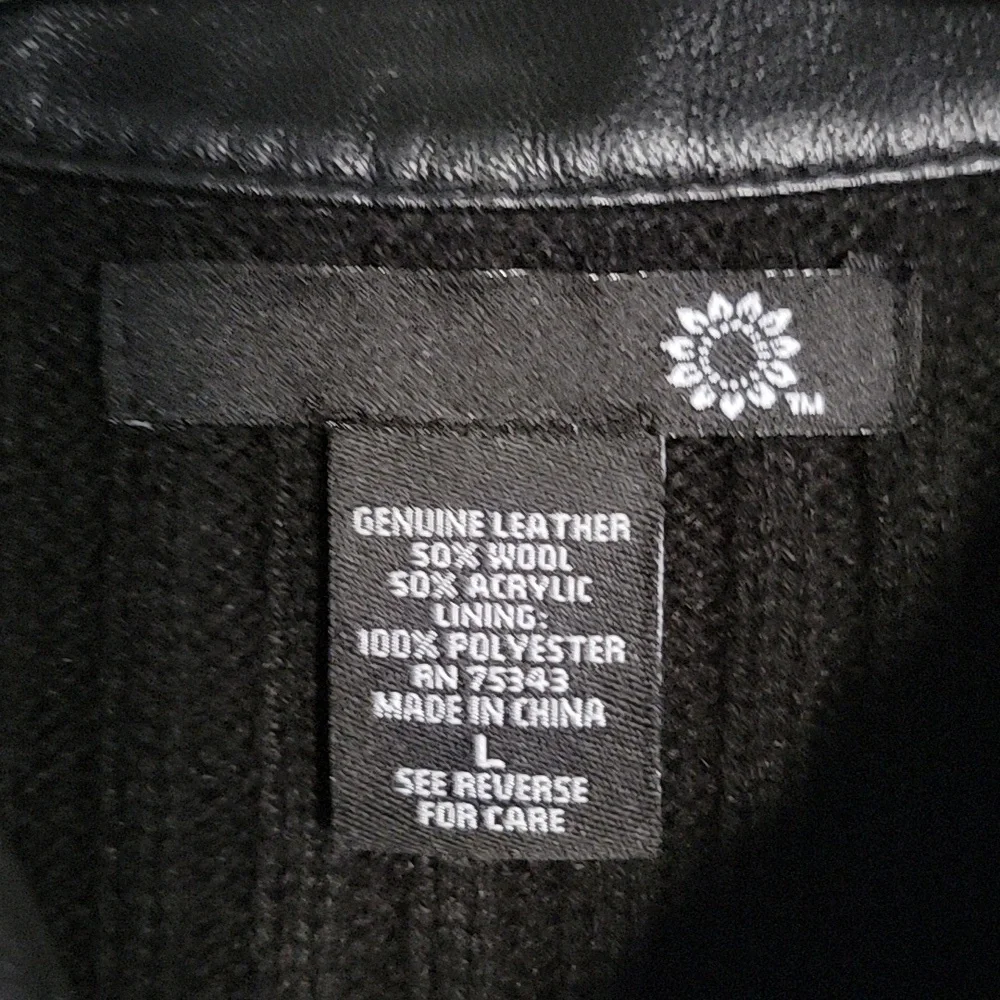 TM
GENUINE LEATHER
50% WOOL
50% ACRYLIC
LINING:
100% POLYESTER
RN 75343
MADE IN CHINA
L
SEE REVERSE
FOR CARE